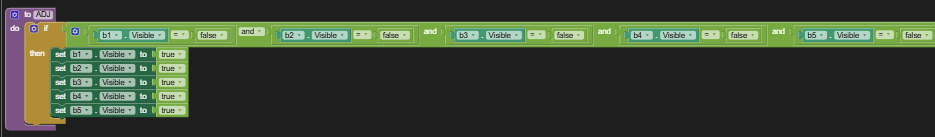 to ADJ
do if b1 . Visible = false and b2 . Visible = false and b3 . Visible = false and b4 . Visible = false and b5 . Visible = false
then set b1 . Visible to true
set b2 . Visible to true
set b3 . Visible to true
set b4 . Visible to true
set b5 . Visible to true